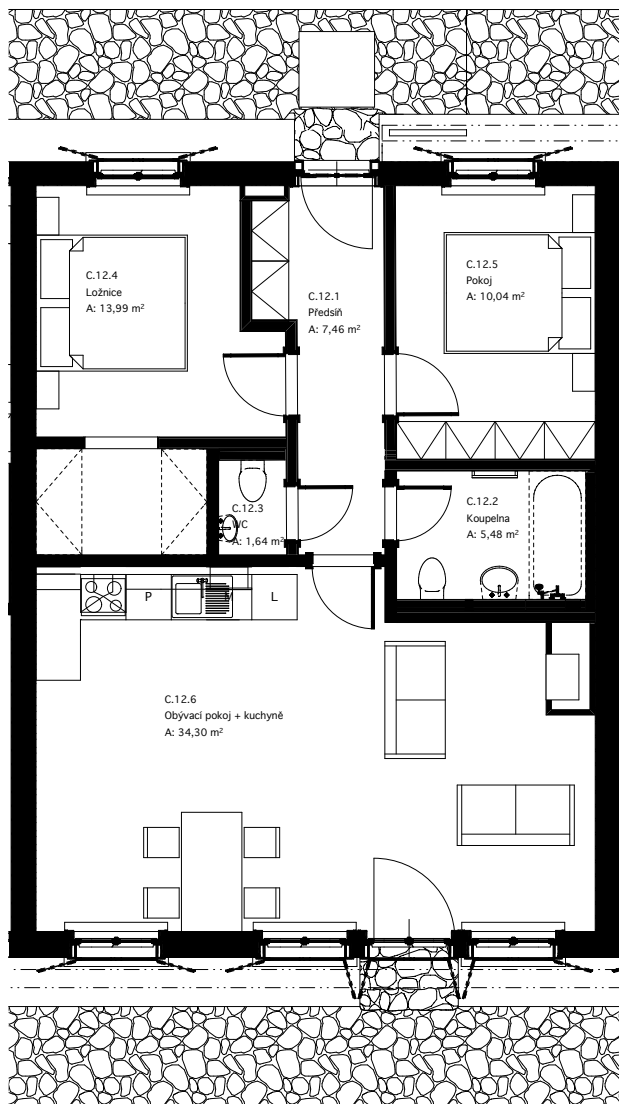 C.12.4
Ložnice
A: 13,99 m²
C.12.1
Předsíň
A: 7,46 m²
C.12.5
Pokoj
A: 10,04 m²
C.12.3
WC
A: 1,64 m²
C.12.2
Koupelna
A: 5,48 m²
P
M
L
C.12.6
Obývací pokoj + kuchyně
A: 34,30 m²